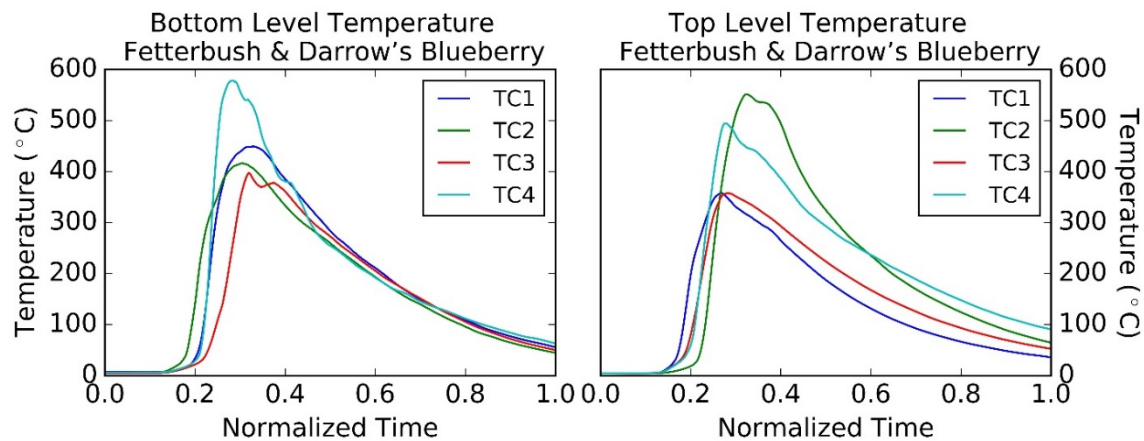 Bottom Level Temperature
Fetterbush & Darrow's Blueberry
600
500
400
300
200
100
0
Temperature (°C)
TC1
TC2
TC3
TC4
0.0 0.2 0.4 0.6 0.8 1.0
Normalized Time
Top Level Temperature
Fetterbush & Darrow's Blueberry
TC1
TC2
TC3
TC4
600
500
400
300
200
100
0
Temperature (°C)
0.0 0.2 0.4 0.6 0.8 1.0
Normalized Time